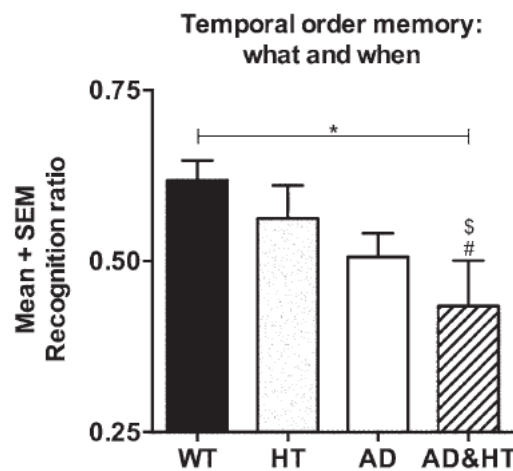 Temporal order memory:
what and when
Mean + SEM
Recognition ratio
0.75
0.50
0.25
*
$
#
WT HT AD AD&HT